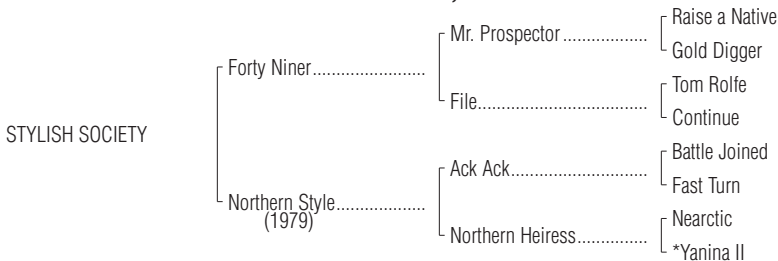 Raise a Native
Mr. Prospector...................
Gold Digger
Forty Niner.........................
Tom Rolfe
File......................................
Continue
STYLISH SOCIETY
Battle Joined
Ack Ack...............................
Fast Turn
Northern Style....................
(1979)
Nearctic
Northern Heiress................
*Yanina II